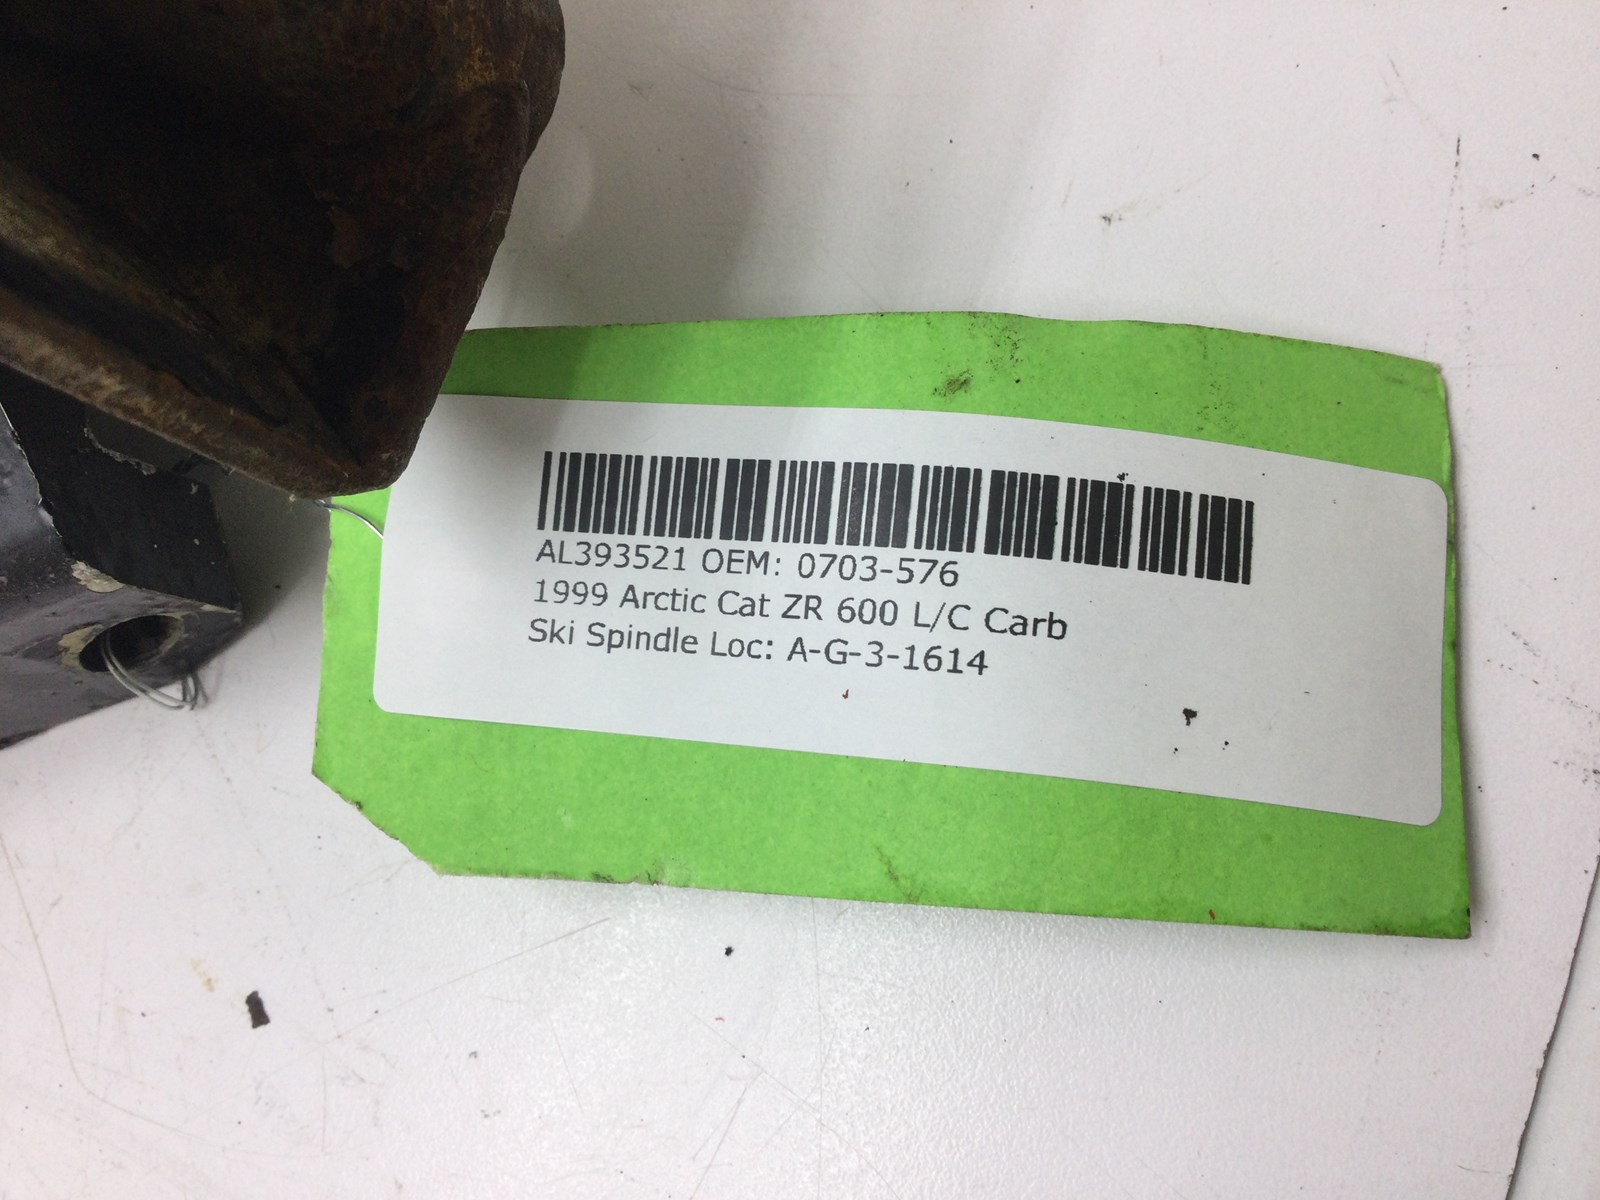 AL393521 OEM: 0703-576
1999 Arctic Cat ZR 600 L/C Carb
Ski Spindle Loc: A-G-3-1614